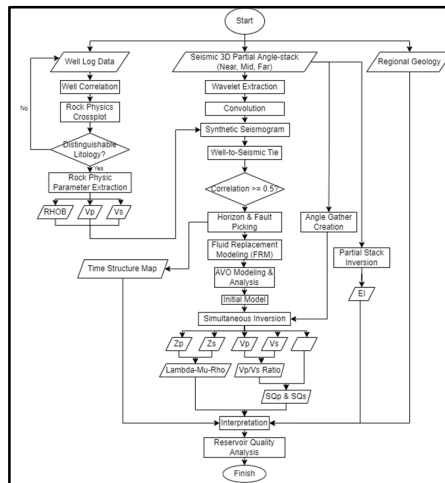 Start
Well Log Data
Seismic 3D Partial Angle-stack
(Near, Mid, Far)
Regional Geology
Well Correlation
Wavelet Extraction
No
Rock Physics
Crossplot
Convolution
Synthetic Seismogram
Distinguishable
Litology?
Well-to-Seismic Tie
Yes
Rock Physic
Parameter Extraction
Correlation >= 0.5?
RHOB
Vp
Vs
Horizon & Fault
Picking
Angle Gather
Creation
Fluid Replacement
Modeling (FRM)
Partial Stack
Inversion
Time Structure Map
AVO Modeling &
Analysis
EI
Initial Model
Simultaneous Inversion
Zp
Zs
Vp
Vs
Lambda-Mu-Rho
Vp/Vs Ratio
SQp & SQs
Interpretation
Reservoir Quality
Analysis
Finish